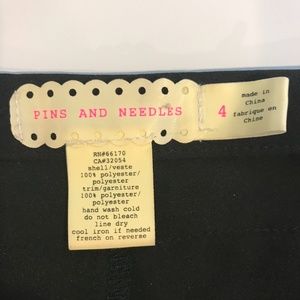 PINS AND NEEDLES
4
made in
China
fabrique en
Chine
RN#66170
CA#32054
shell/veste
100% polyester/
polyester
trim/garniture
100% polyester/
polyester
hand wash cold
do not bleach
line dry
cool iron if needed
french on reverse